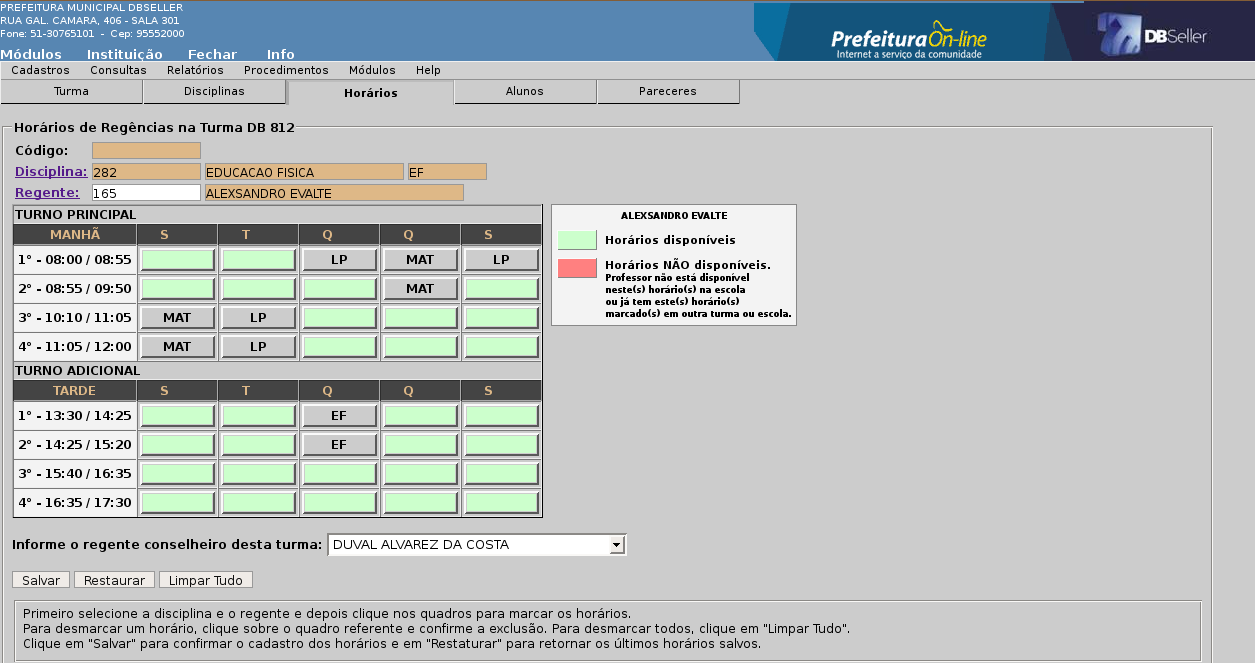 PREFEITURA MUNICIPAL DBSELLER
RUA GAL. CAMARA, 406 - SALA 301
Fone: 51-30765101 - Cep: 95552000
PrefeituraOn-line
Internet a serviço da comunidade
DBSeller
Módulos Instituição Fechar Info
Cadastros Consultas Relatórios Procedimentos Módulos Help
Turma Disciplinas Horários Alunos Pareceres
Horários de Regências na Turma DB 812
Código:
Disciplina: 282 EDUCACAO FISICA EF
Regente: 165 ALEXSANDRO EVALTE
TURNO PRINCIPAL
MANHÃ S T Q Q S
1° - 08:00 / 08:55 LP MAT LP
2° - 08:55 / 09:50 MAT
3° - 10:10 / 11:05 MAT LP
4° - 11:05 / 12:00 MAT LP
TURNO ADICIONAL
TARDE S T Q Q S
1° - 13:30 / 14:25 EF
2° - 14:25 / 15:20 EF
3° - 15:40 / 16:35
4° - 16:35 / 17:30
ALEXSANDRO EVALTE
Horários disponíveis
Horários NÃO disponíveis.
Professor não está disponível
neste(s) horário(s) na escola
ou já tem este(s) horário(s)
marcado(s) em outra turma ou escola.
Informe o regente conselheiro desta turma: DUVAL ALVAREZ DA COSTA
Salvar Restaurar Limpar Tudo
Primeiro selecione a disciplina e o regente e depois clique nos quadros para marcar os horários.
Para desmarcar um horário, clique sobre o quadro referente e confirme a exclusão. Para desmarcar todos, clique em "Limpar Tudo".
Clique em "Salvar" para confirmar o cadastro dos horários e em "Restaturar" para retornar os últimos horários salvos.